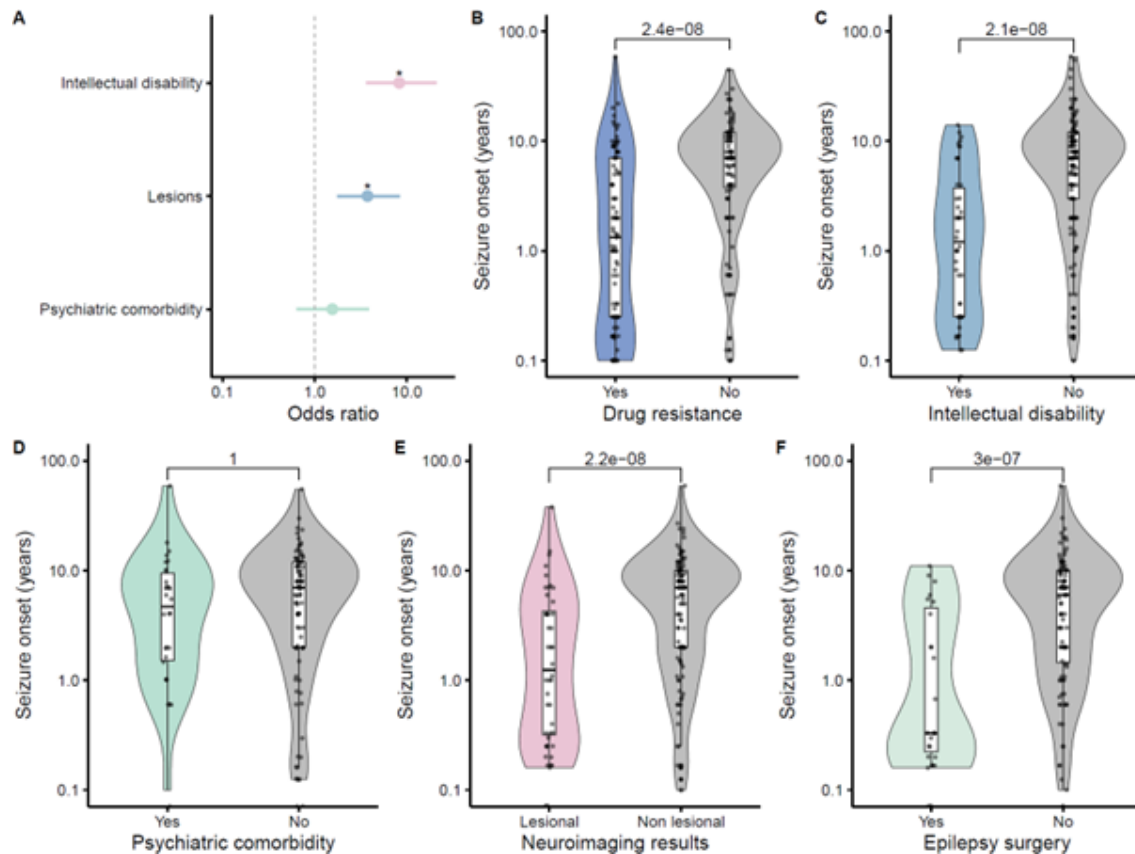 A
Intellectual disability
*
Lesions
*
Psychiatric comorbidity
0.1 1.0 10.0
Odds ratio
B
2.4e−08
100.0
10.0
1.0
0.1
Seizure onset (years)
Yes No
Drug resistance
C
2.1e−08
100.0
10.0
1.0
0.1
Seizure onset (years)
Yes No
Intellectual disability
D
1
100.0
10.0
1.0
0.1
Seizure onset (years)
Yes No
Psychiatric comorbidity
E
2.2e−08
100.0
10.0
1.0
0.1
Seizure onset (years)
Lesional Non lesional
Neuroimaging results
F
3e−07
100.0
10.0
1.0
0.1
Seizure onset (years)
Yes No
Epilepsy surgery